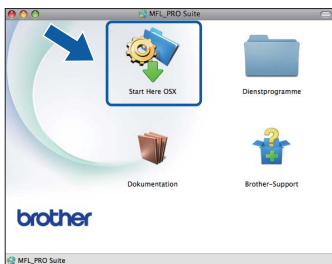 MFL_PRO Suite
Start Here OSX
Dienstprogramme
Dokumentation
Brother-Support
brother
MFL_PRO Suite